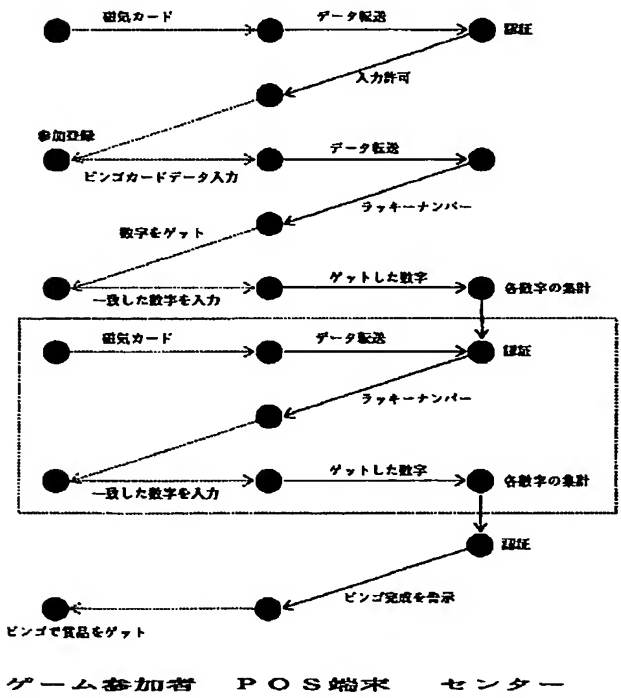 磁気カード データ転送 認証
入力許可
参加登録
ビンゴカードデータ入力 データ転送
ラッキーナンバー
数字をゲット
一致した数字を入力 ゲットした数字 各数字の集計
磁気カード データ転送 認証
ラッキーナンバー
一致した数字を入力 ゲットした数字 各数字の集計
認証
ビンゴ完成を告示
ビンゴで賞品をゲット
ゲーム参加者 POS端末 センター